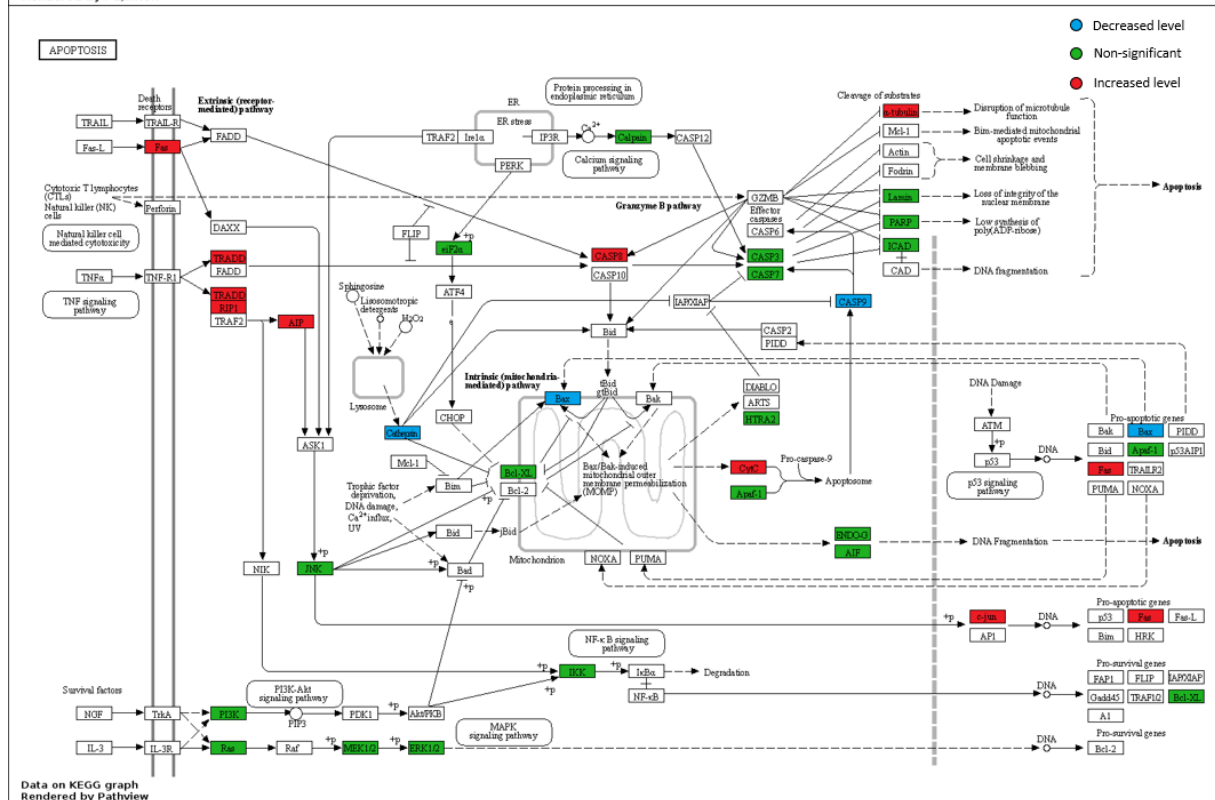 Decreased level
Non-significant
Increased level
APOPTOSIS
Death
receptors
Extrinsic (receptor-
mediated) pathway
TRAIL
TRAIL-R
FADD
Fas-L
Fas
FADD
Cytotoxic T lymphocytes
(CTLs)
Natural killer (NK)
cells
Perforin
Natural killer cell
mediated cytotoxicity
DAXX
TRADD
FADD
TNFα
TNF-R1
TRADD
RIP1
TRAF2
AIP
TNF signaling
pathway
Protein processing in
endoplasmic reticulum
ER
ER stress
TRAF2
Ire1α
IP3R
Ca2+
Calpain
CASP12
PERK
Calcium signaling
pathway
Granzyme B pathway
FLIP
+p
eiF2α
ATF4
CASP8
CASP10
GZMB
Effector
caspases
CASP6
CASP3
CASP7
IAP/XIAP
CASP9
Cleavage of substrates
α-tubulin
Disruption of microtubule
function
Mcl-1
Bim-mediated mitochondrial
apoptotic events
Actin
Fodrin
Cell shrinkage and
membrane blebbing
Lamin
Loss of integrity of the
nuclear membrane
PARP
Low synthesis of
poly(ADP-ribose)
ICAD
CAD
DNA fragmentation
Apoptosis
Sphingosine
Lisosomotropic
detergents
H2O2
Lysosome
Cathepsin
CHOP
ASK1
Bid
CASP2
PIDD
Intrinsic (mitochondria-
mediated) pathway
tBid
gtBid
Bax
Bak
DIABLO
ARTS
HTRA2
Mcl-1
Bim
Bcl-XL
Bcl-2
Bax/Bak-induced
mitochondrial outer
membrane permeabilization
(MOMP)
CytC
Pro-caspase-9
Apaf-1
Apoptosome
Trophic factor
deprivation,
DNA damage,
Ca2+ influx,
UV
+p
Bid
jBid
+p
Bad
+p
Mitochondrion
NOXA
PUMA
ENDO-G
AIF
DNA Fragmentation
Apoptosis
DNA Damage
ATM
+p
p53
DNA
p53 signaling
pathway
Pro-apoptotic genes
Bak
Bax
PIDD
Bid
Apaf-1
p53AIP1
Fas
TRAILR2
PUMA
NOXA
NIK
+p
JNK
+p
c-jun
AP1
DNA
Pro-apoptotic genes
p53
Fas
Fas-L
Bim
HRK
NF-κB signaling
pathway
+p
IKK
+p
IκBα
Degradation
NF-κB
DNA
Pro-survival genes
FAP1
FLIP
IAP/XIAP
Gadd45
TRAF1/2
Bcl-XL
A1
Survival factors
NGF
TrkA
PI3K
PI3K-Akt
signaling pathway
PIP3
PDK1
+p
Akt/PKB
IL-3
IL-3R
Ras
Raf
+p
MEK1/2
+p
ERK1/2
MAPK
signaling pathway
DNA
Pro-survival genes
Bcl-2
Data on KEGG graph
Rendered by Pathview